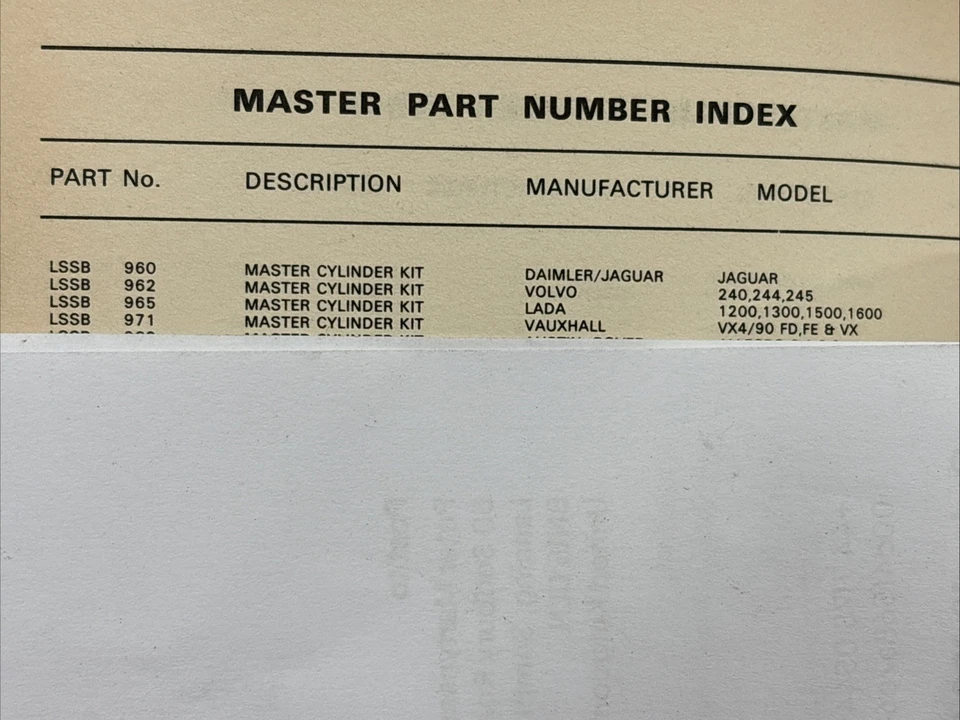 MASTER PART NUMBER INDEX
PART No. DESCRIPTION MANUFACTURER MODEL
LSSB 960 MASTER CYLINDER KIT DAIMLER/JAGUAR JAGUAR
LSSB 962 MASTER CYLINDER KIT VOLVO 240,244,245
LSSB 965 MASTER CYLINDER KIT LADA 1200,1300,1500,1600
LSSB 971 MASTER CYLINDER KIT VAUXHALL VX4/90 FD,FE & VX